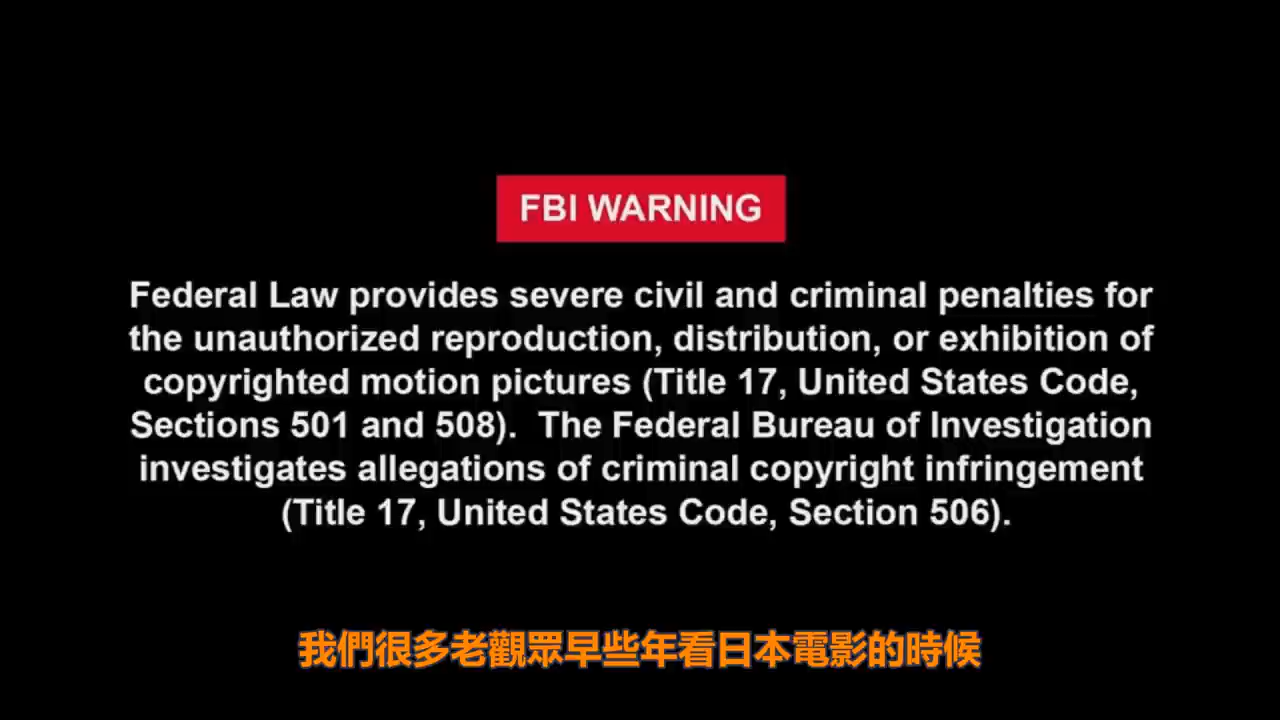 FBI WARNING
Federal Law provides severe civil and criminal penalties for
the unauthorized reproduction, distribution, or exhibition of
copyrighted motion pictures (Title 17, United States Code,
Sections 501 and 508).  The Federal Bureau of Investigation
investigates allegations of criminal copyright infringement
(Title 17, United States Code, Section 506).
我們很多老觀眾早些年看日本電影的時候